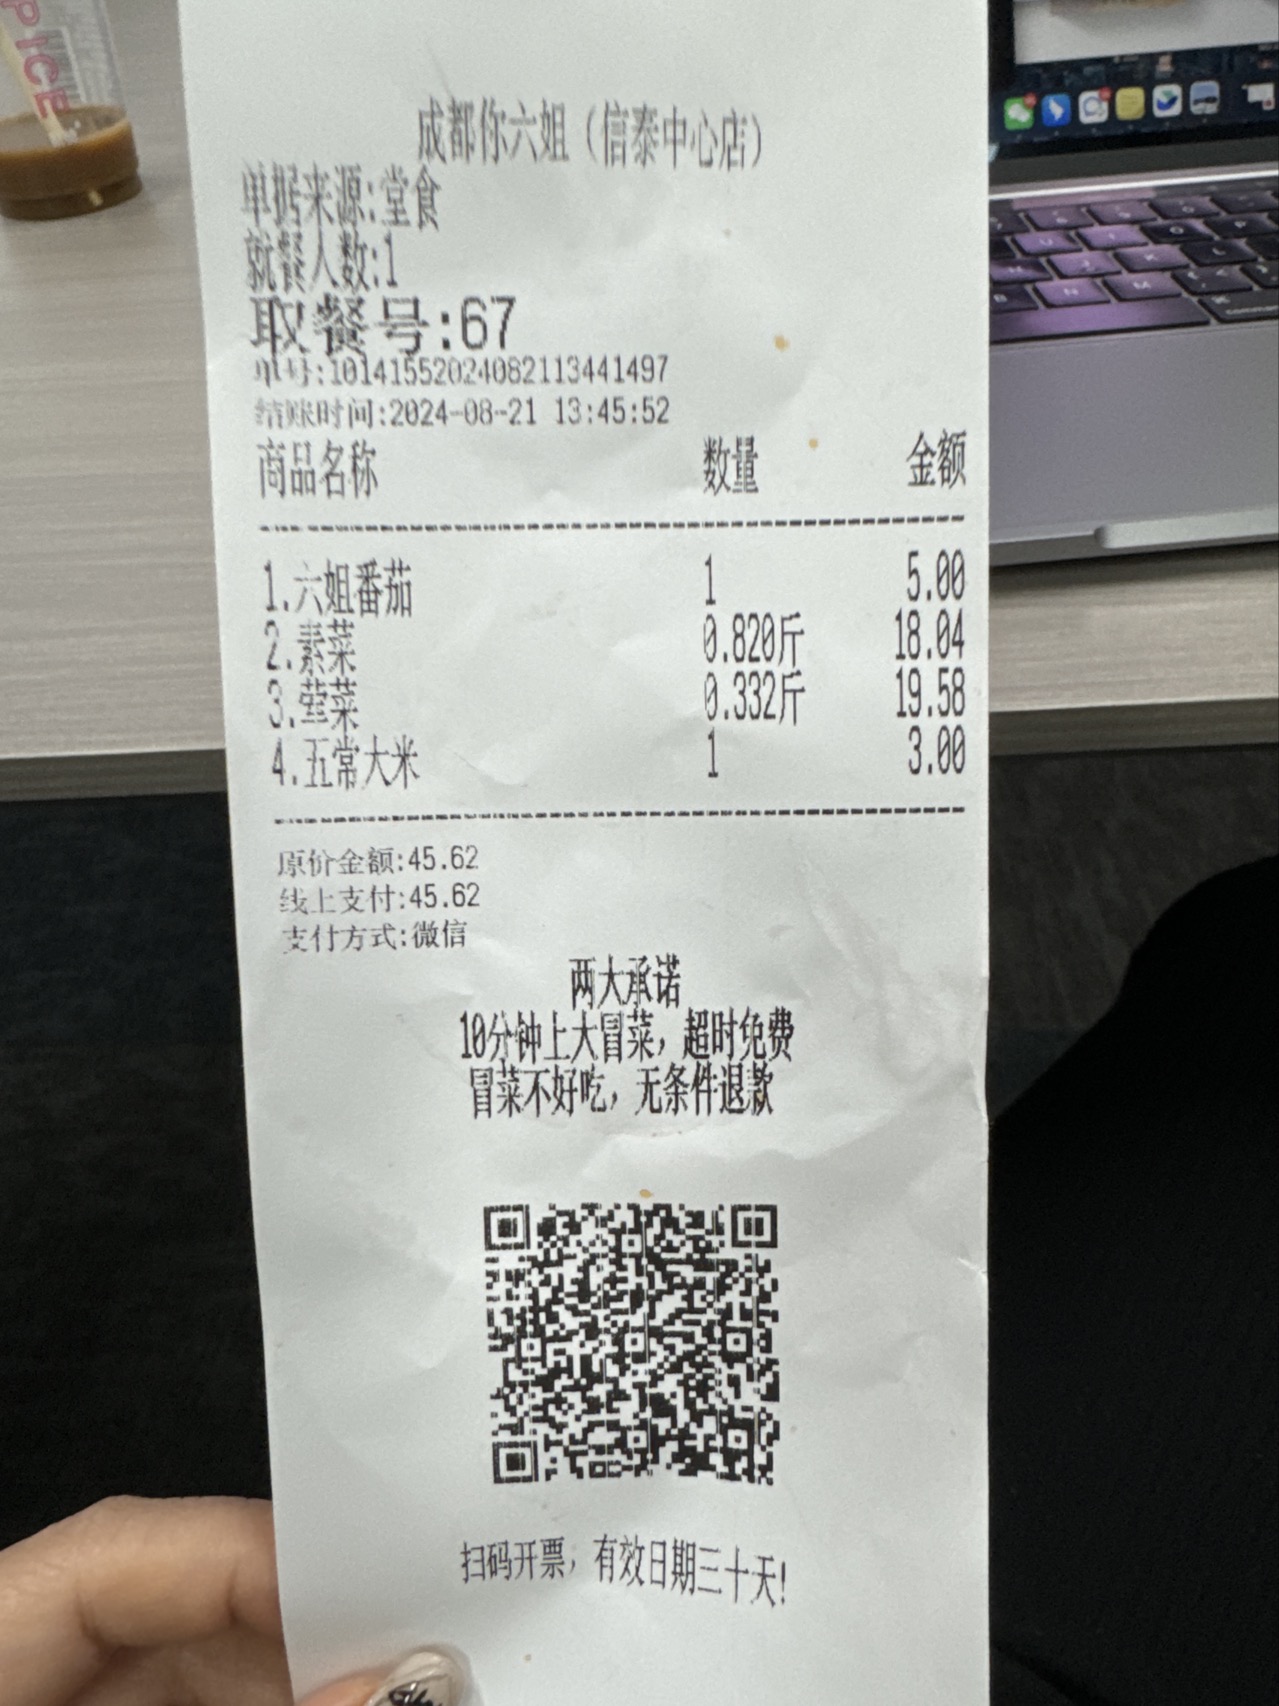 PICE
成都你六姐（信泰中心店）
单据来源:堂食
就餐人数:1
取餐号:67
单号:10141552024082113441497
结账时间:2024-08-21 13:45:52
商品名称 数量 金额
1.六姐番茄 1 5.00
2.素菜 0.820斤 18.04
3.荤菜 0.332斤 19.58
4.五常大米 1 3.00
原价金额:45.62
线上支付:45.62
支付方式:微信
两大承诺
10分钟上大冒菜，超时免费
冒菜不好吃，无条件退款
扫码开票，有效日期三十天!